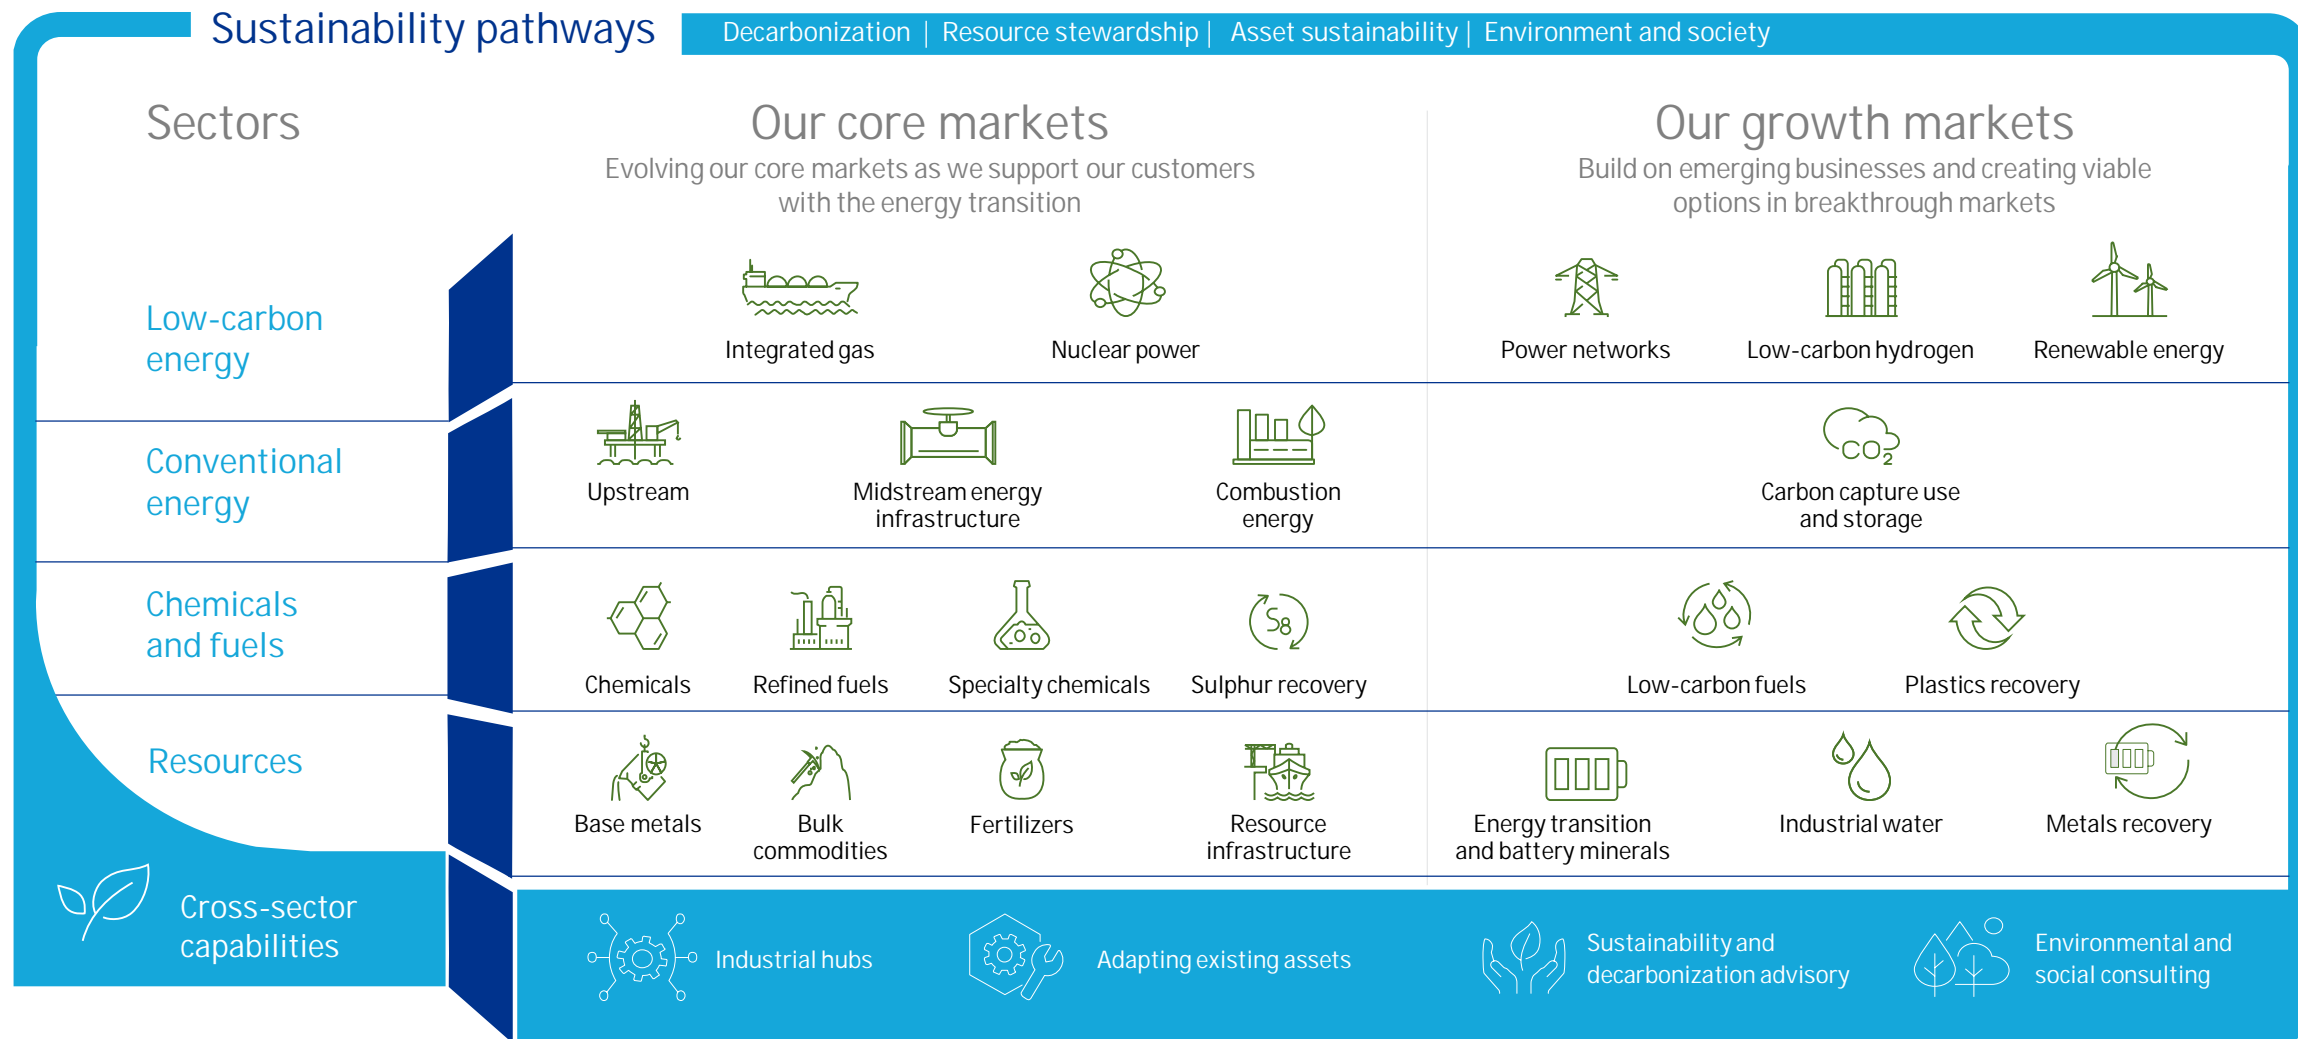 Sustainability pathways
Decarbonization | Resource stewardship | Asset sustainability | Environment and society
Sectors
Our core markets
Evolving our core markets as we support our customers
with the energy transition
Our growth markets
Build on emerging businesses and creating viable
options in breakthrough markets
Low-carbon
energy
Integrated gas
Nuclear power
Power networks
Low-carbon hydrogen
Renewable energy
Conventional
energy
Upstream
Midstream energy
infrastructure
Combustion
energy
CO2
Carbon capture use
and storage
Chemicals
and fuels
Chemicals
Refined fuels
Specialty chemicals
S8
Sulphur recovery
Low-carbon fuels
Plastics recovery
Resources
Base metals
Bulk
commodities
Fertilizers
Resource
infrastructure
Energy transition
and battery minerals
Industrial water
Metals recovery
Cross-sector
capabilities
Industrial hubs
Adapting existing assets
Sustainability and
decarbonization advisory
Environmental and
social consulting